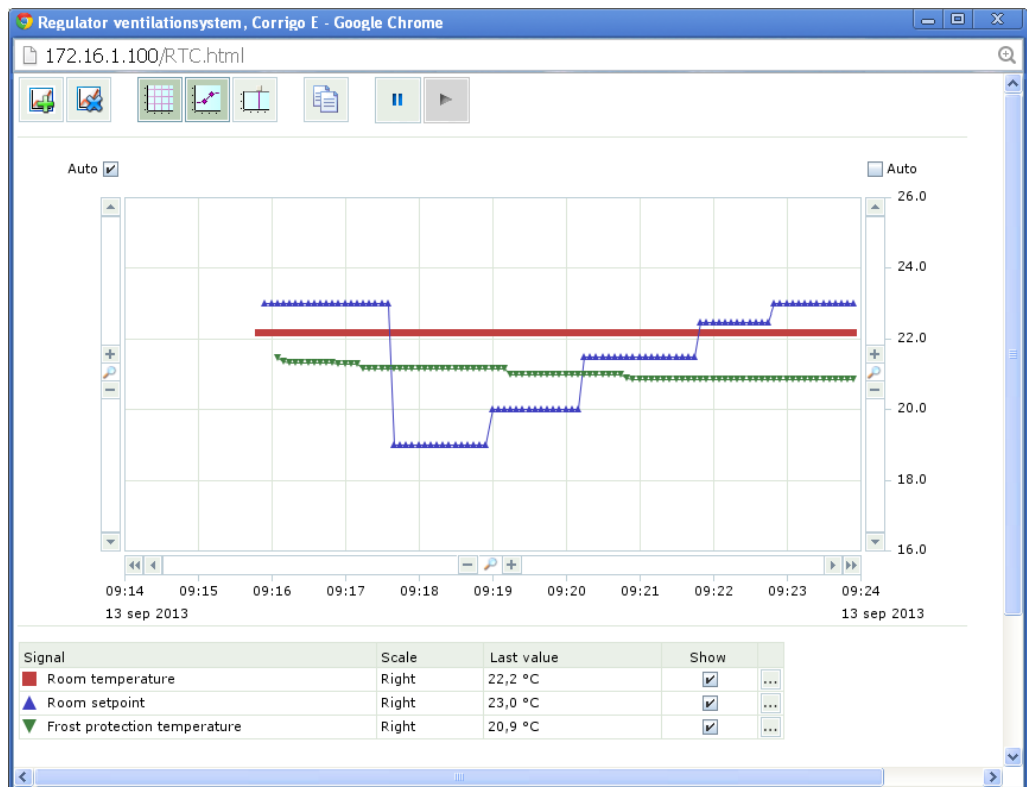 Regulator ventilationsystem, Corrigo E - Google Chrome
172.16.1.100/RTC.html
Auto
Auto
26.0
24.0
22.0
20.0
18.0
16.0
09:14 09:15 09:16 09:17 09:18 09:19 09:20 09:21 09:22 09:23 09:24
13 sep 2013 13 sep 2013
Signal Scale Last value Show
Room temperature Right 22,2 °C ...
Room setpoint Right 23,0 °C ...
Frost protection temperature Right 20,9 °C ...